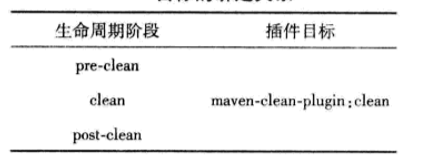 生命周期阶段 插件目标
pre-clean
clean maven-clean-plugin:clean
post-clean